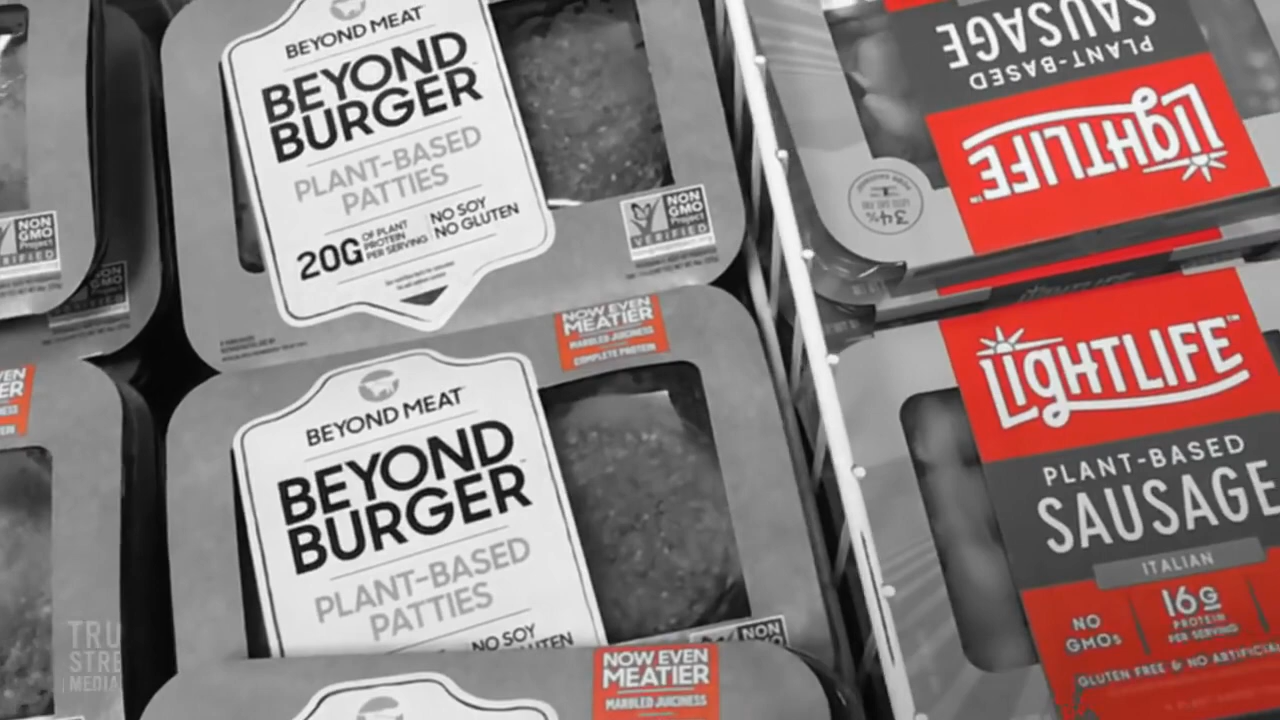 BEYOND MEAT
BEYOND
BURGER
PLANT-BASED
PATTIES
20G OF PLANT
PROTEIN
PER SERVING
NO SOY
NO GLUTEN
NON
GMO
Project
VERIFIED
NON
GMO
Project
NOW EVEN
MEATIER
MARBLED JUICINESS
COMPLETE PROTEIN
BEYOND MEAT
BEYOND
BURGER
PLANT-BASED
PATTIES
NO SOY
NON
NOW EVEN
MEATIER
MARBLED JUICINESS
SAUSAGE
PLANT-BASED
LIGHTLIFE
34%
LIGHTLIFE
PLANT-BASED
SAUSAGE
ITALIAN
NO
GMOs
16g
PROTEIN
PER SERVING
GLUTEN FREE & NO ARTIFICIAL
TRU
STRE
MEDIA